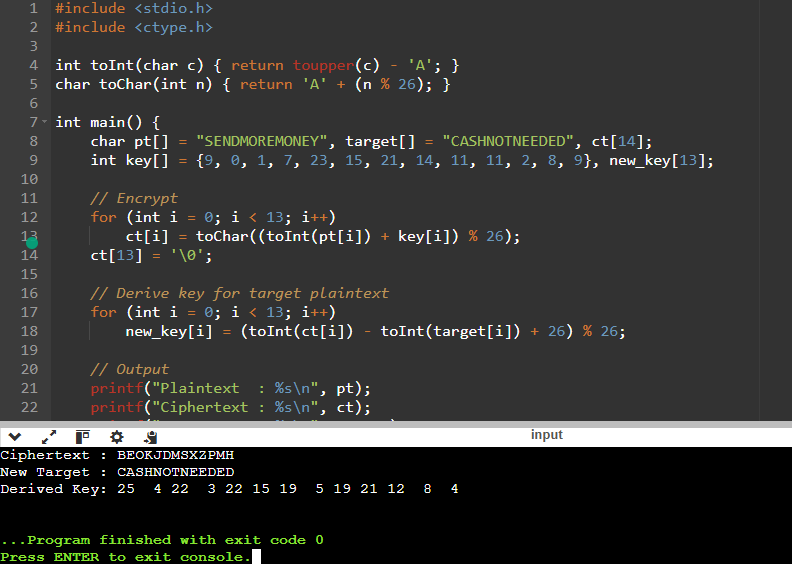 1 #include <stdio.h>
2 #include <ctype.h>
3
4 int toInt(char c) { return toupper(c) - 'A'; }
5 char toChar(int n) { return 'A' + (n % 26); }
6
7 int main() {
8     char pt[] = "SENDMOREMONEY", target[] = "CASHNOTNEEDED", ct[14];
9     int key[] = {9, 0, 1, 7, 23, 15, 21, 14, 11, 11, 2, 8, 9}, new_key[13];
10
11     // Encrypt
12     for (int i = 0; i < 13; i++)
13         ct[i] = toChar((toInt(pt[i]) + key[i]) % 26);
14     ct[13] = '\0';
15
16     // Derive key for target plaintext
17     for (int i = 0; i < 13; i++)
18         new_key[i] = (toInt(ct[i]) - toInt(target[i]) + 26) % 26;
19
20     // Output
21     printf("Plaintext  : %s\n", pt);
22     printf("Ciphertext : %s\n", ct);
input
Ciphertext : BEOKJDMSXZPMH
New Target : CASHNOTNEEDED
Derived Key: 25  4 22  3 22 15 19  5 19 21 12  8  4
...Program finished with exit code 0
Press ENTER to exit console.